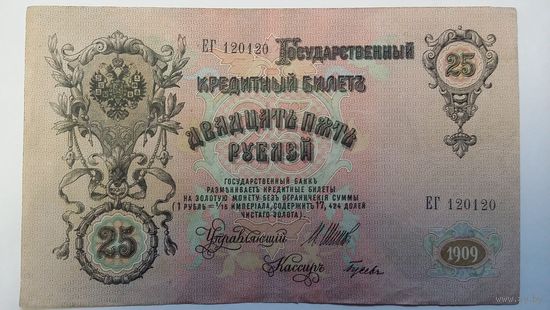 ЕГ 120120 Государственный
25
кредитный билетъ
Двадцать пять
рублей
Государственный банкъ
размѣниваетъ кредитные билеты
на золотую монету безъ ограниченія суммы
(1 рубль = 1/15 имперіала, содержитъ 17,424 долей
чистаго золота).
ЕГ 120120
25
Управляющій
Кассиръ
1909